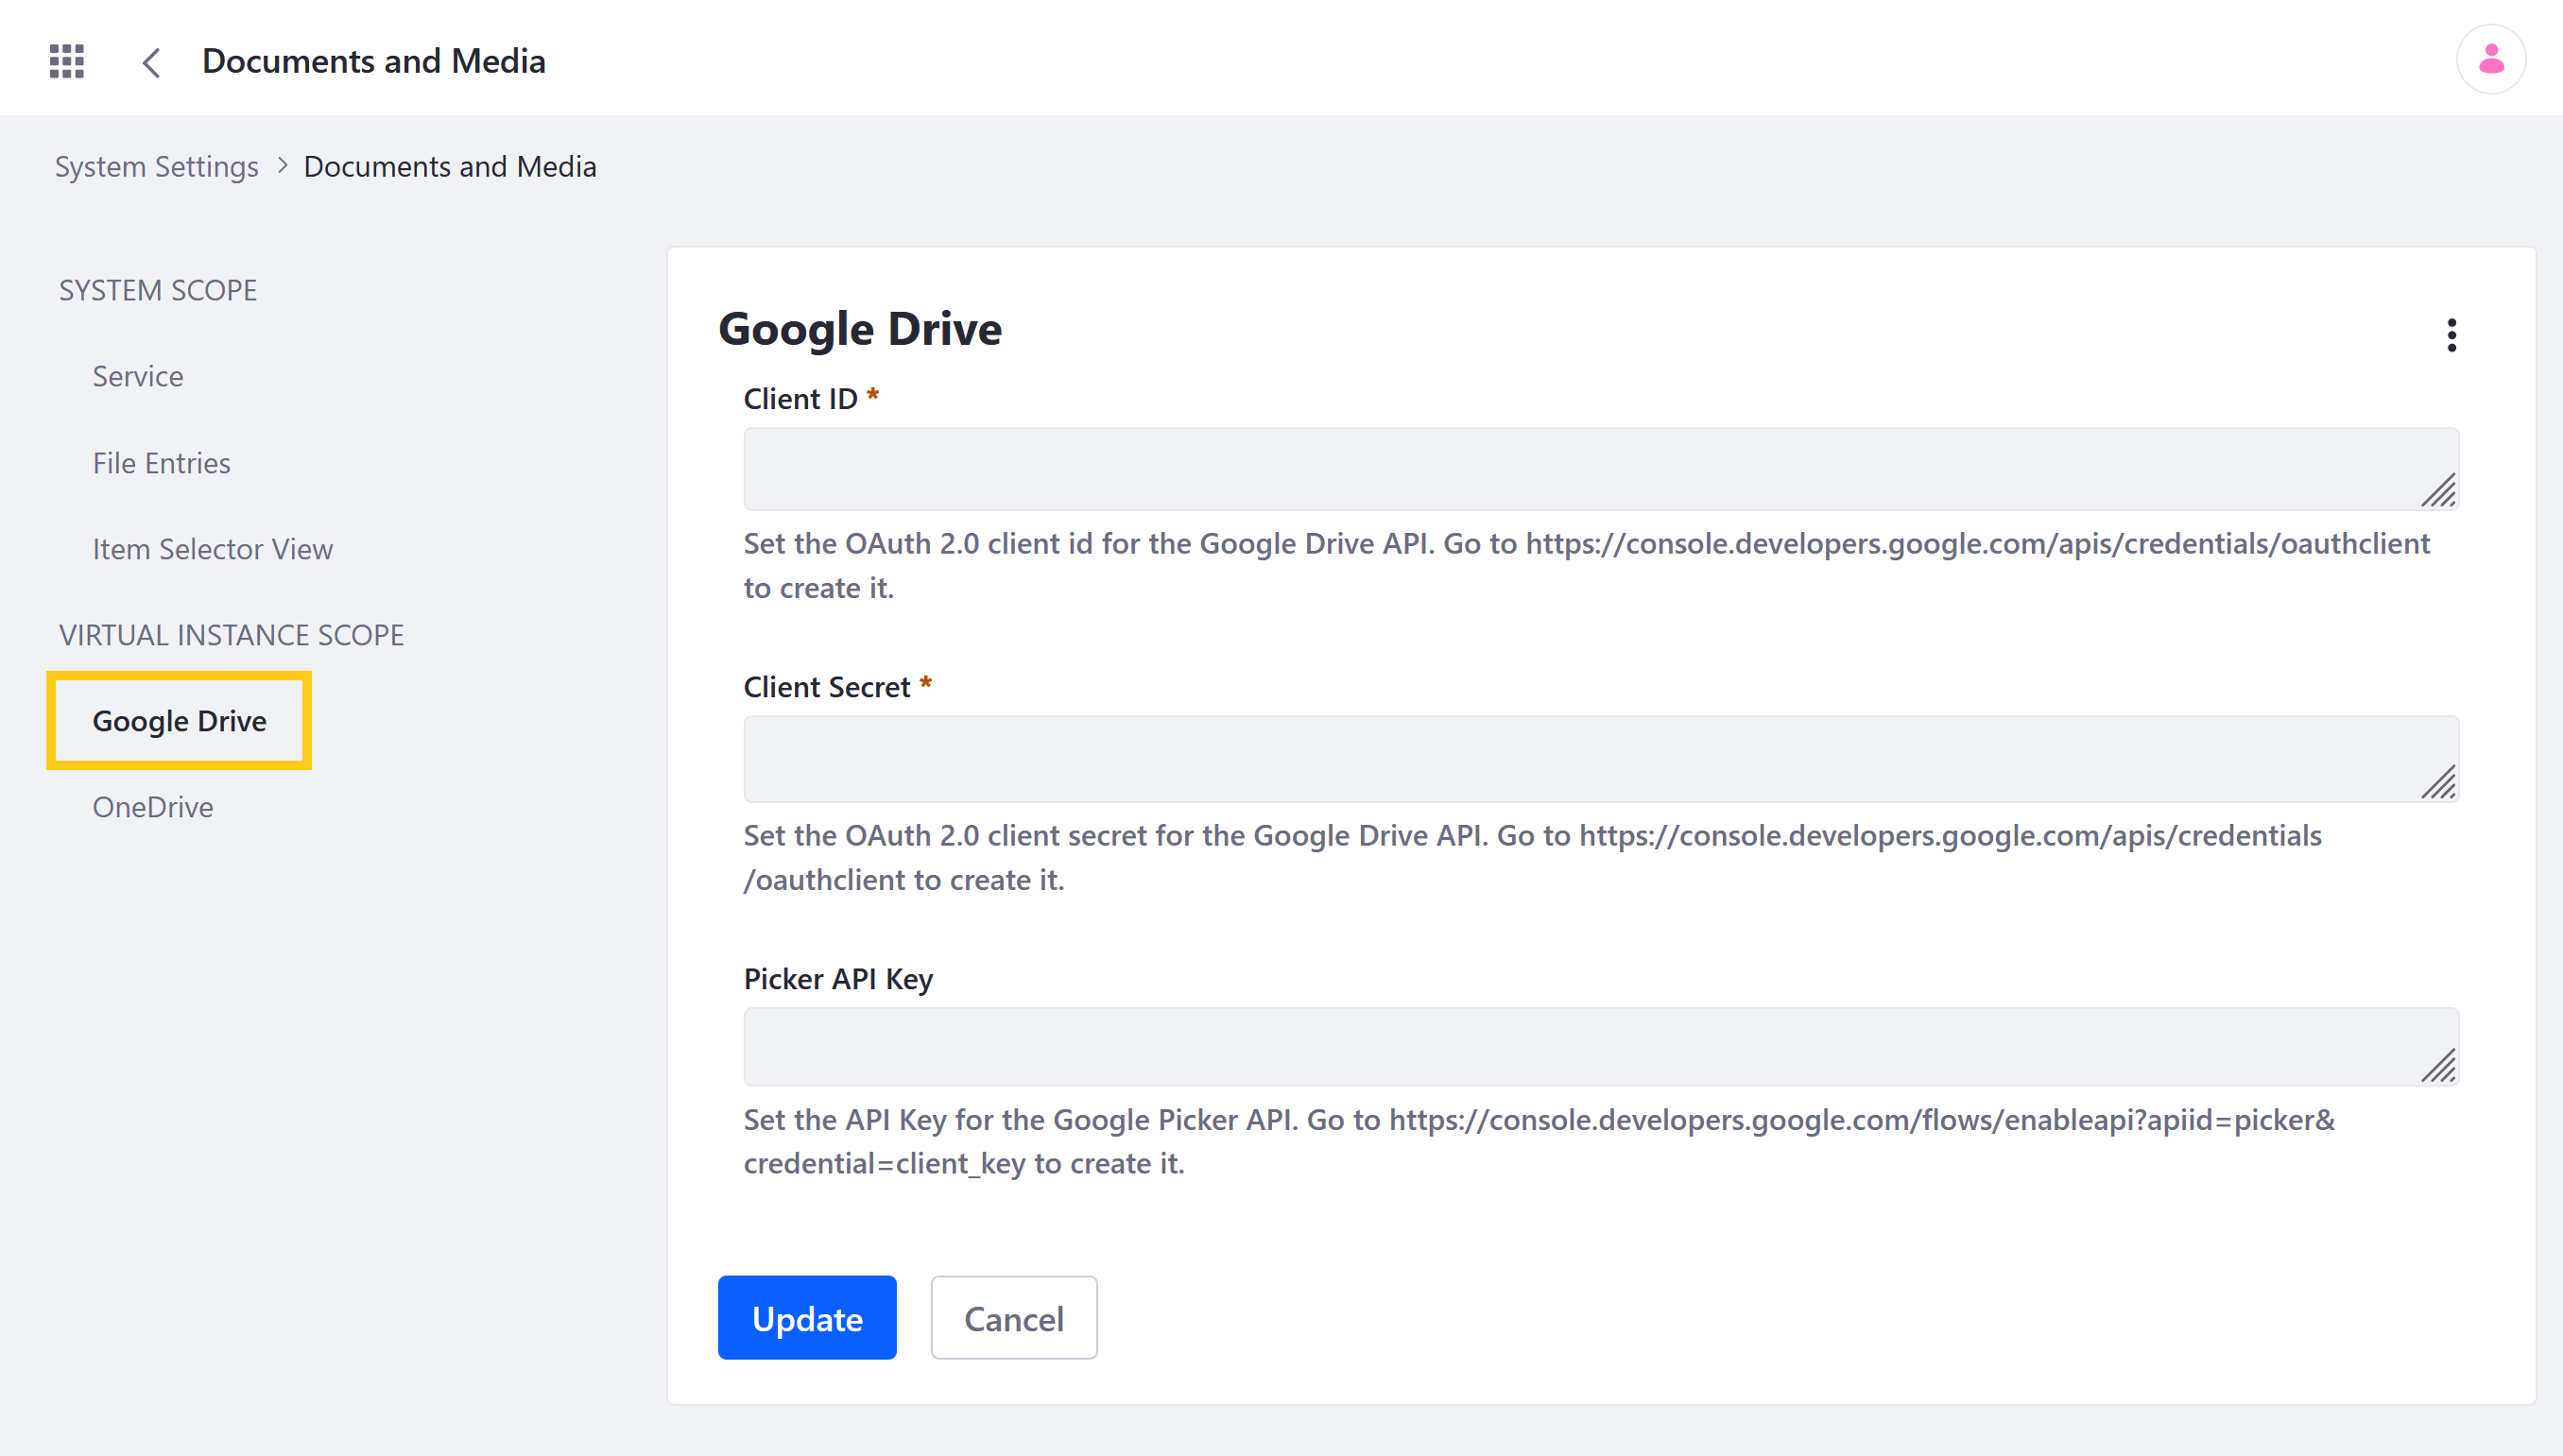 Documents and Media
System Settings > Documents and Media
SYSTEM SCOPE
Service
File Entries
Item Selector View
VIRTUAL INSTANCE SCOPE
Google Drive
OneDrive
Google Drive
Client ID *
Set the OAuth 2.0 client id for the Google Drive API. Go to https://console.developers.google.com/apis/credentials/oauthclient
to create it.
Client Secret *
Set the OAuth 2.0 client secret for the Google Drive API. Go to https://console.developers.google.com/apis/credentials
/oauthclient to create it.
Picker API Key
Set the API Key for the Google Picker API. Go to https://console.developers.google.com/flows/enableapi?apiid=picker&
credential=client_key to create it.
Update Cancel